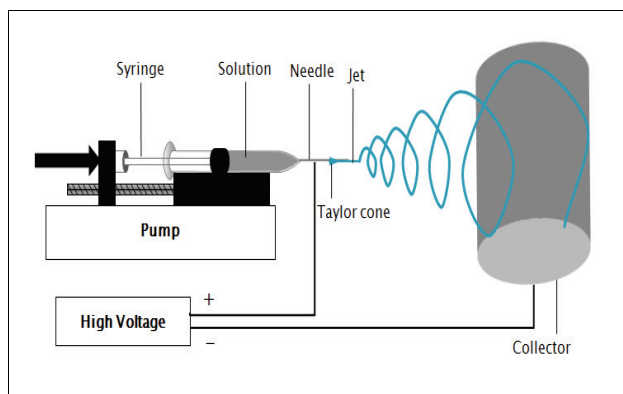 Syringe Solution Needle Jet
Taylor cone
Pump
+
High Voltage
–
Collector